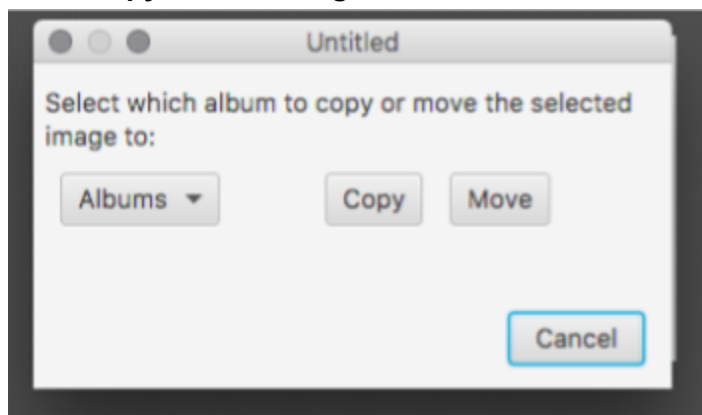 Untitled
Select which album to copy or move the selected
image to:
Albums Copy Move
Cancel